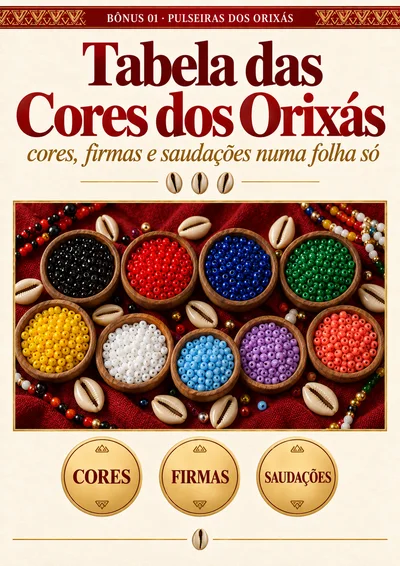 BÔNUS 01 · PULSEIRAS DOS ORIXÁS
Tabela das
Cores dos Orixás
cores, firmas e saudações numa folha só
CORES
FIRMAS
SAUDAÇÕES